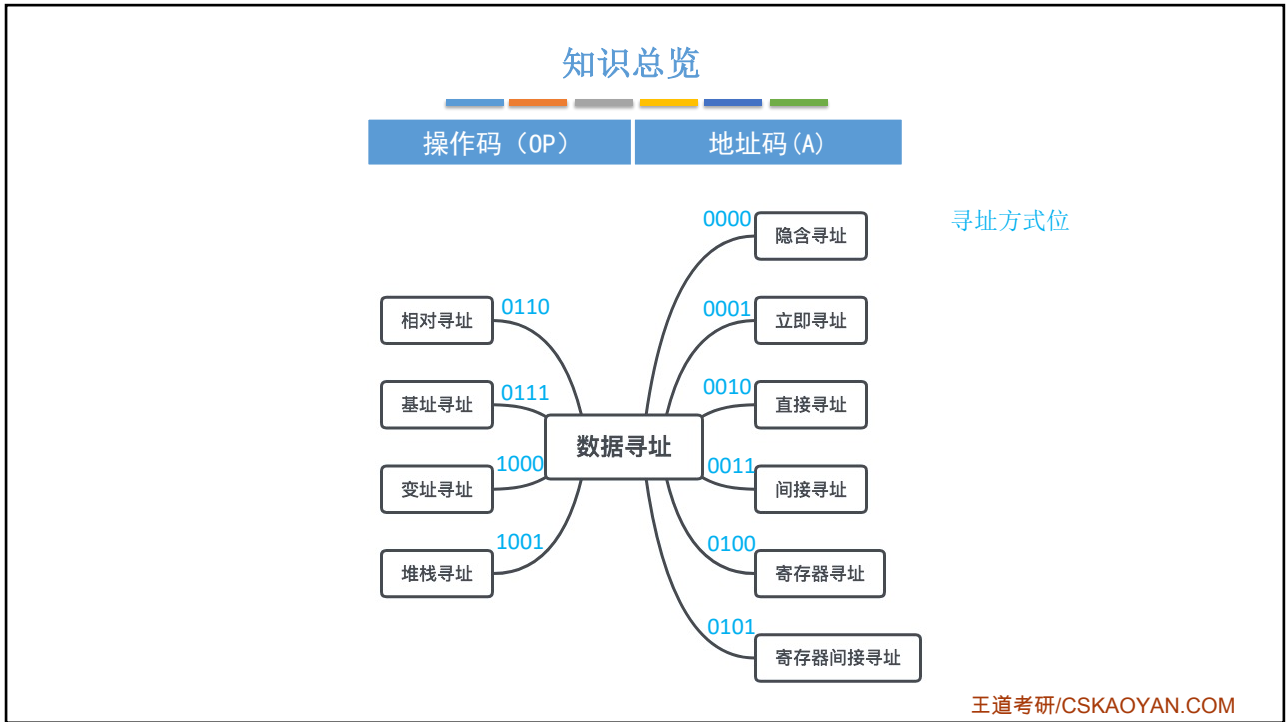 知识总览
操作码（OP） 地址码(A)
0000 隐含寻址 寻址方式位
相对寻址 0110 0001 立即寻址
基址寻址 0111 0010 直接寻址
数据寻址
变址寻址 1000 0011 间接寻址
堆栈寻址 1001 0100 寄存器寻址
0101 寄存器间接寻址
王道考研/CSKAOYAN.COM